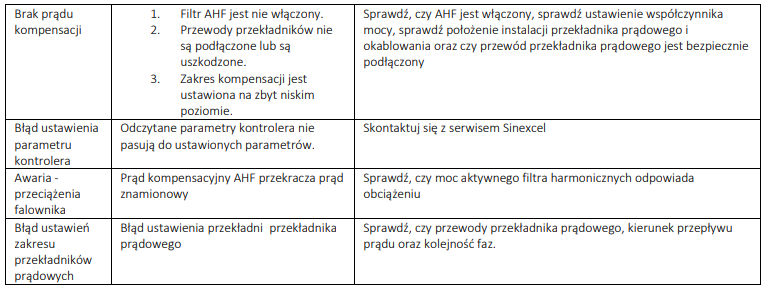 Brak prądu
kompensacji
1. Filtr AHF jest nie włączony.
2. Przewody przekładników nie
są podłączone lub są
uszkodzone.
3. Zakres kompensacji jest
ustawiona na zbyt niskim
poziomie.
Sprawdź, czy AHF jest włączony, sprawdź ustawienie współczynnika
mocy, sprawdź położenie instalacji przekładnika prądowego i
okablowania oraz czy przewód przekładnika prądowego jest bezpiecznie
podłączony
Błąd ustawienia
parametru
kontrolera
Odczytane parametry kontrolera nie
pasują do ustawionych parametrów.
Skontaktuj się z serwisem Sinexcel
Awaria -
przeciążenia
falownika
Prąd kompensacyjny AHF przekracza prąd
znamionowy
Sprawdź, czy moc aktywnego filtra harmonicznych odpowiada
obciążeniu
Błąd ustawień
zakresu
przekładników
prądowych
Błąd ustawienia przekładni przekładnika
prądowego
Sprawdź, czy przewody przekładnika prądowego, kierunek przepływu
prądu oraz kolejność faz.